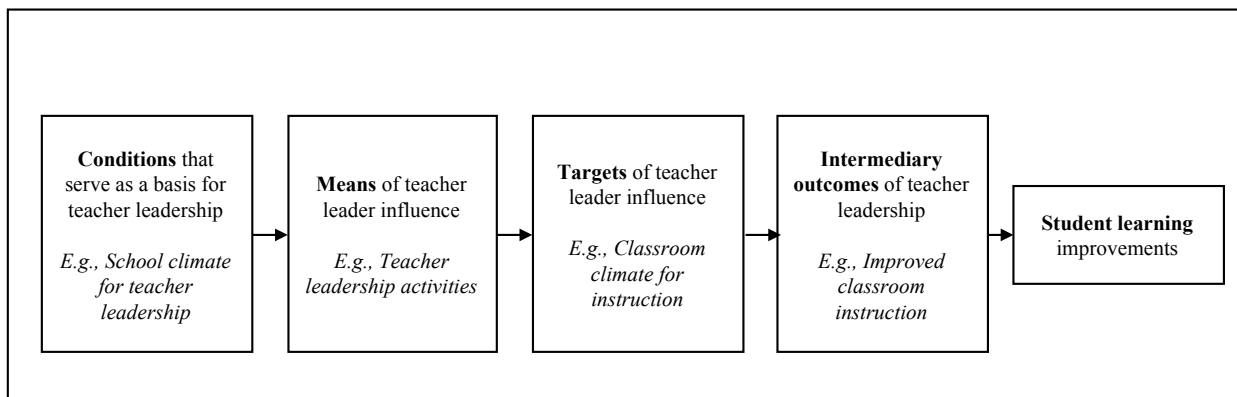 Conditions that
serve as a basis for
teacher leadership
E.g., School climate
for teacher
leadership
Means of teacher
leader influence
E.g., Teacher
leadership activities
Targets of teacher
leader influence
E.g., Classroom
climate for
instruction
Intermediary
outcomes of teacher
leadership
E.g., Improved
classroom
instruction
Student learning
improvements